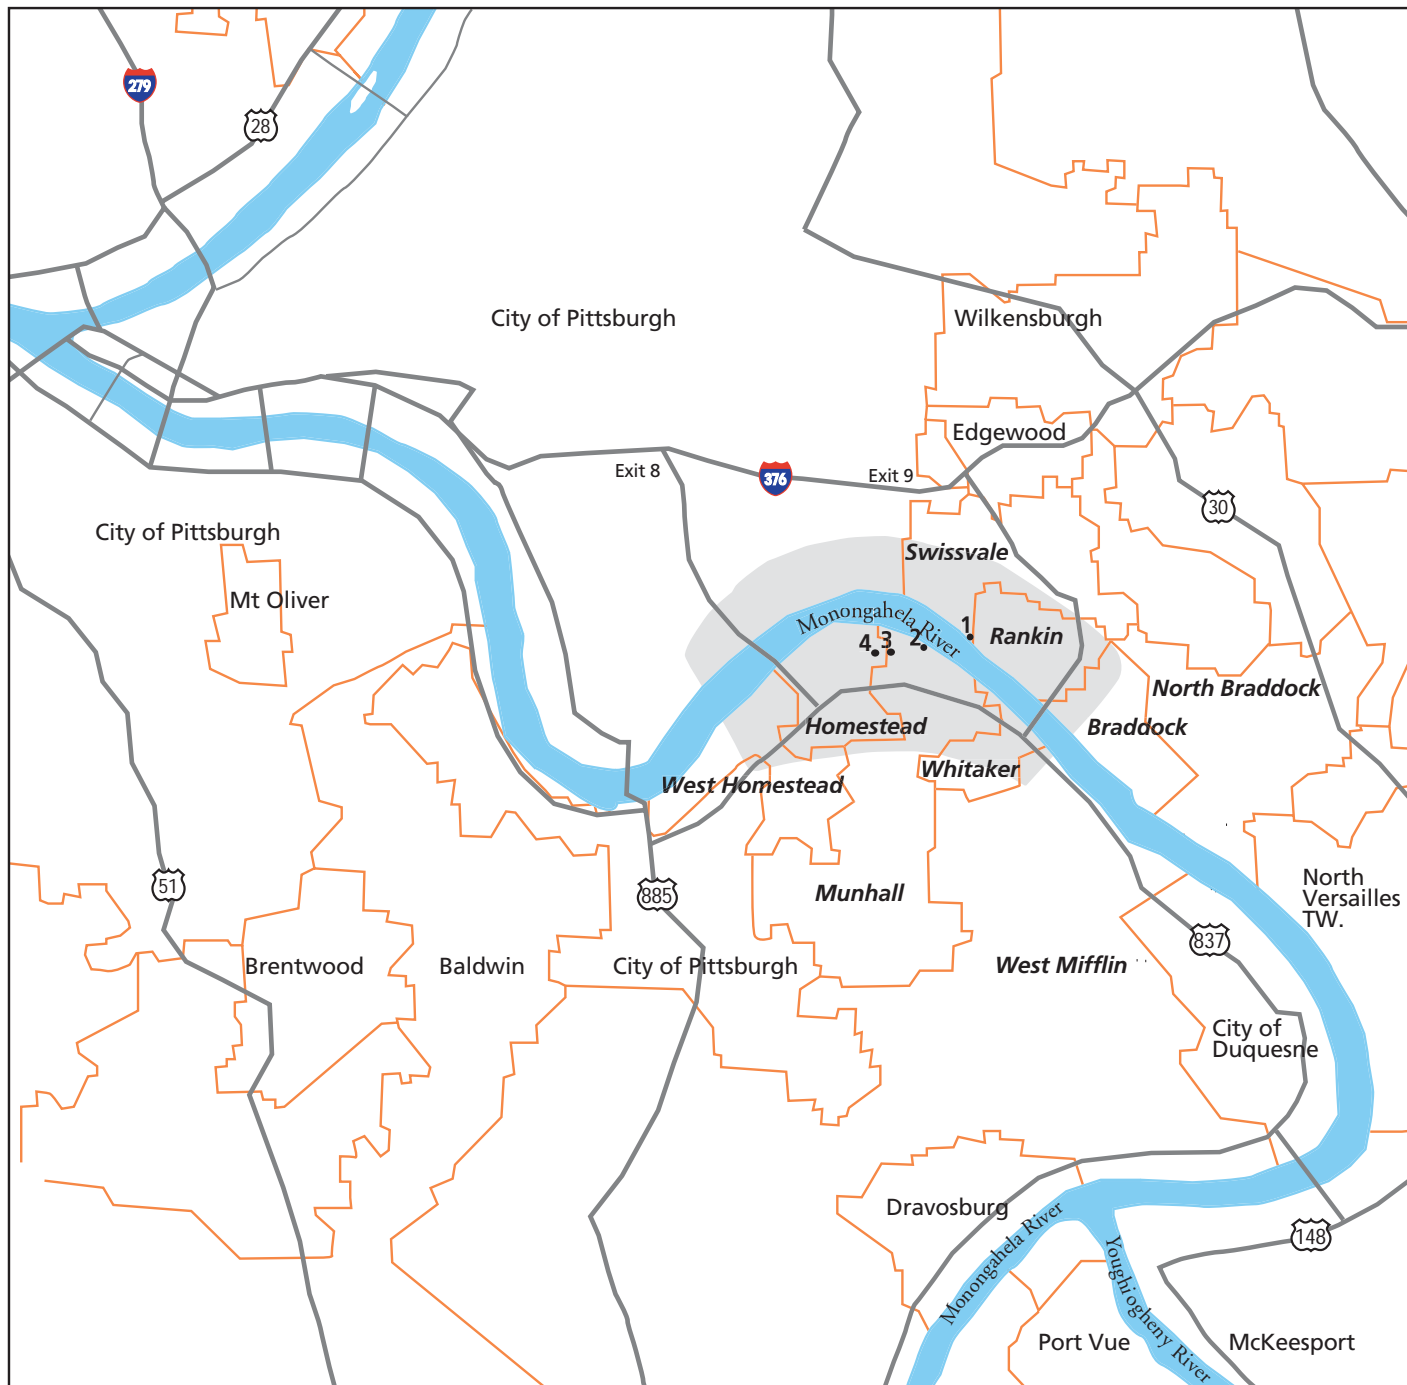 279
28
City of Pittsburgh
Wilkensburgh
Edgewood
Exit 8
376
Exit 9
30
City of Pittsburgh
Swissvale
Mt Oliver
Monongahela River
1
2
3
4
Rankin
North Braddock
Homestead
Braddock
Whitaker
West Homestead
51
885
Munhall
North
Versailles
TW.
837
Brentwood
Baldwin
City of Pittsburgh
West Mifflin
City of
Duquesne
Dravosburg
Monongahela River
Youghiogheny River
148
Port Vue
McKeesport